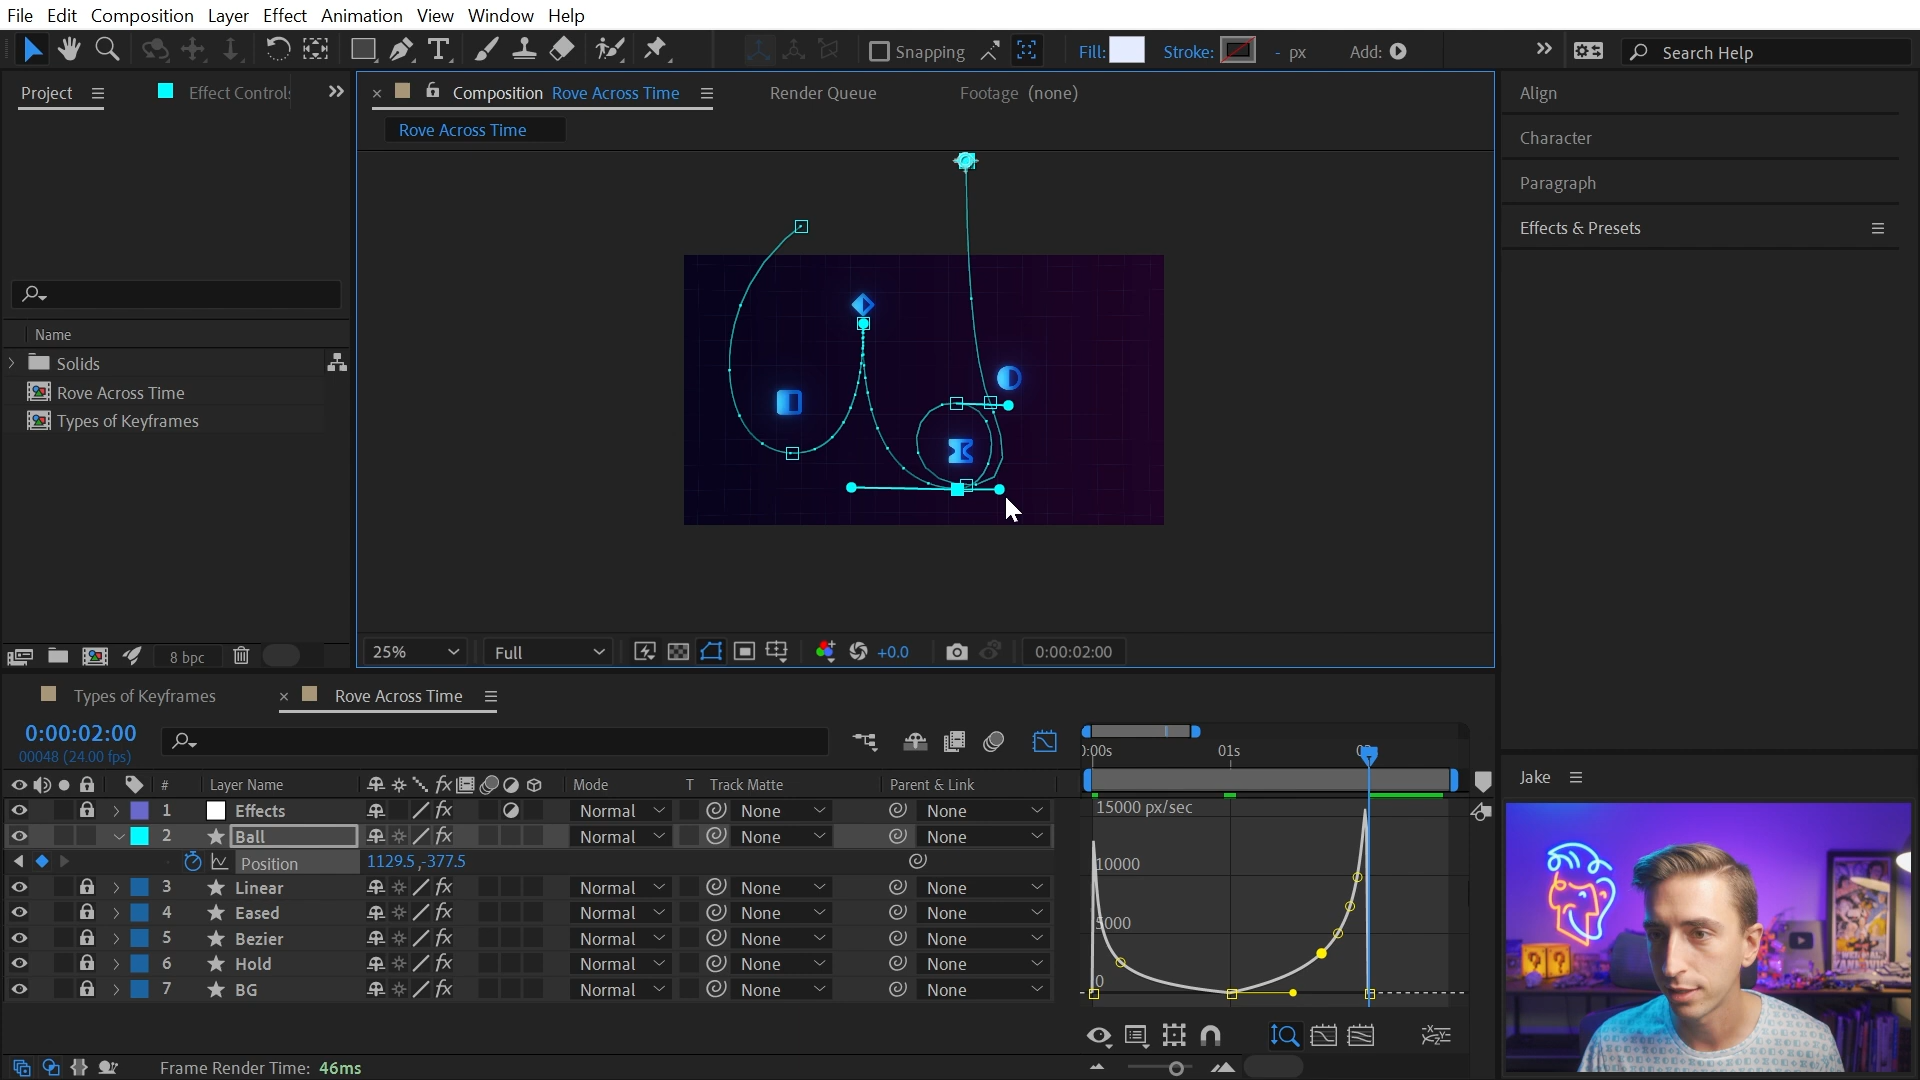 File Edit Composition Layer Effect Animation View Window Help
Snapping Fill: Stroke: - px Add: Search Help
Project Effect Controls Composition Rove Across Time Render Queue Footage (none) Align
Rove Across Time
Character
Paragraph
Effects & Presets
Name
Solids
Rove Across Time
Types of Keyframes
8 bpc 25% Full +0.0 0:00:02:00
Types of Keyframes Rove Across Time
0:00:02:00
00048 (24.00 fps)
):00s 01s
# Layer Name Mode T Track Matte Parent & Link Jake
1 Effects Normal None None 15000 px/sec
2 Ball Normal None None
Position 1129.5,-377.5 10000
3 Linear Normal None None
4 Eased Normal None None 5000
5 Bezier Normal None None
6 Hold Normal None None
7 BG Normal None None 0
Frame Render Time: 46ms